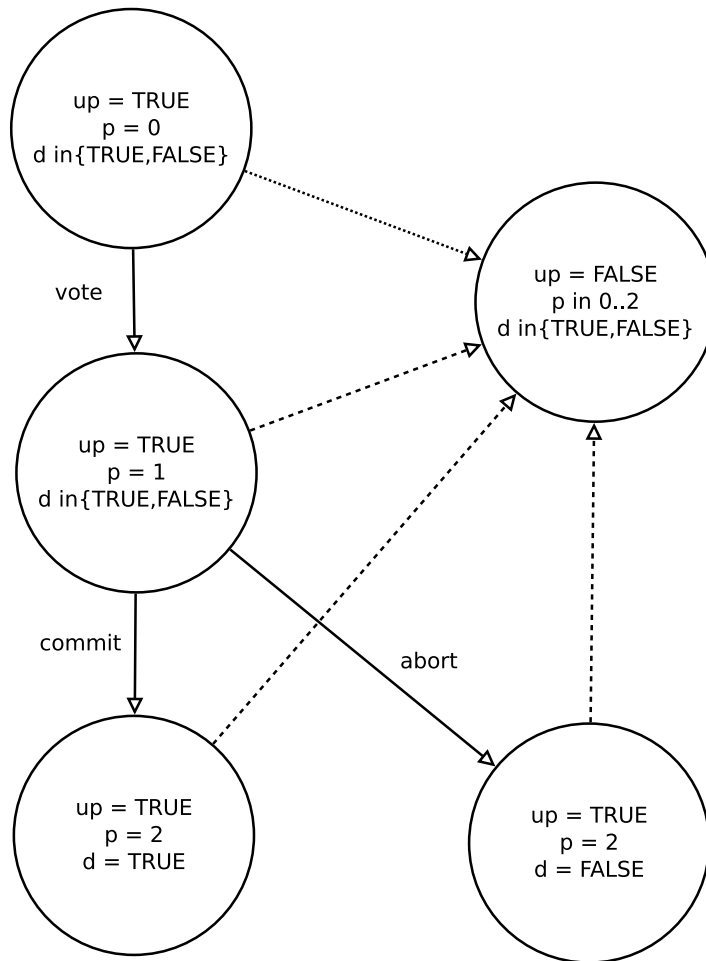 up = TRUE
p = 0
d in{TRUE,FALSE}
up = FALSE
p in 0..2
d in{TRUE,FALSE}
vote
up = TRUE
p = 1
d in{TRUE,FALSE}
commit
abort
up = TRUE
p = 2
d = TRUE
up = TRUE
p = 2
d = FALSE